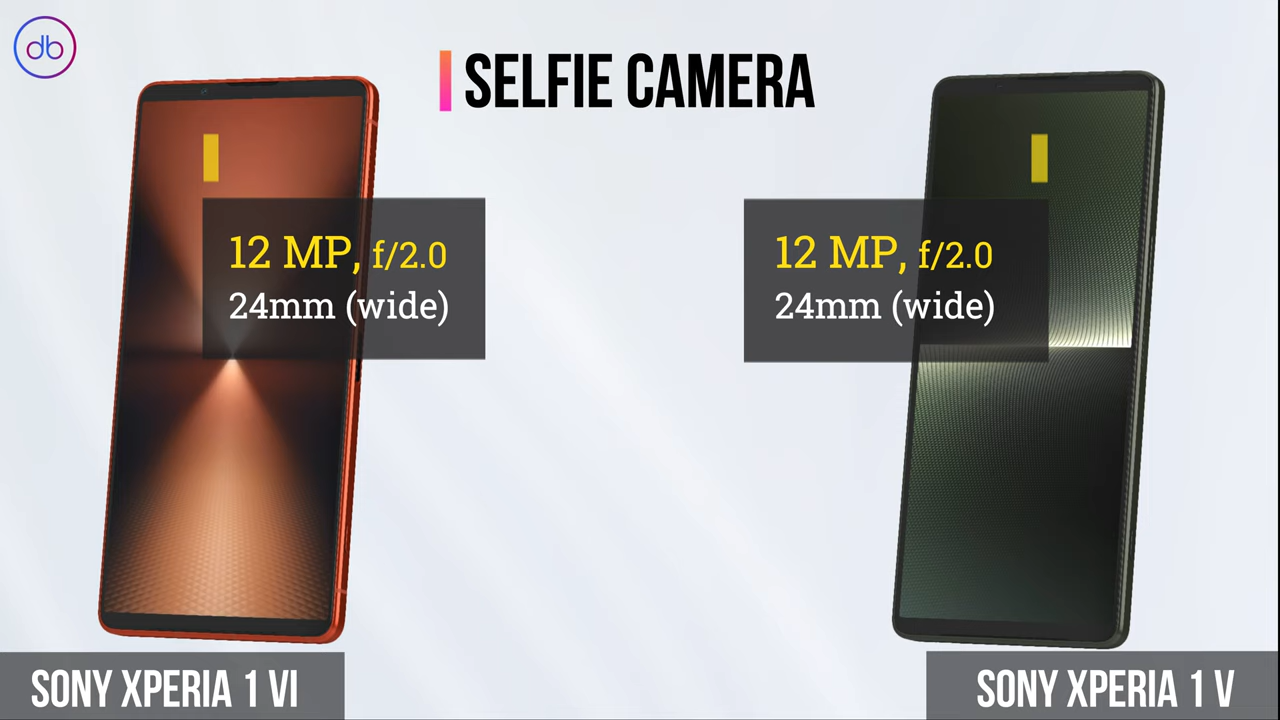 db
SELFIE CAMERA
12 MP, f/2.0
24mm (wide)
12 MP, f/2.0
24mm (wide)
SONY XPERIA 1 VI
SONY XPERIA 1 V